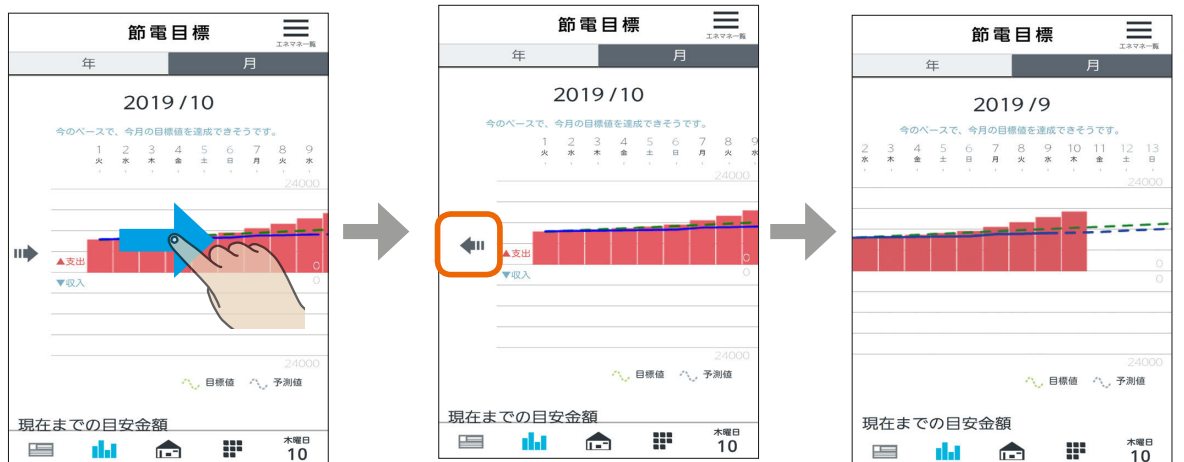 節電目標
エネマネ一覧
年 月
2019 / 10
今のペースで、今月の目標値を達成できそうです。
1 2 3 4 5 6 7 8 9
火 水 木 金 土 日 月 火 水
24000
▲支出
0
▼収入
0
24000
目標値 予測値
現在までの目安金額
木曜日
10
節電目標
エネマネ一覧
年 月
2019 / 10
今のペースで、今月の目標値を達成できそうです。
1 2 3 4 5 6 7 8 9
火 水 木 金 土 日 月 火 水
24000
▲支出
0
▼収入
0
24000
目標値 予測値
現在までの目安金額
木曜日
10
節電目標
エネマネ一覧
年 月
2019 / 9
今のペースで、今月の目標値を達成できそうです。
2 3 4 5 6 7 8 9 10 11 12 13
水 木 金 土 日 月 火 水 木 金 土 日
24000
0
0
24000
目標値 予測値
現在までの目安金額
木曜日
10